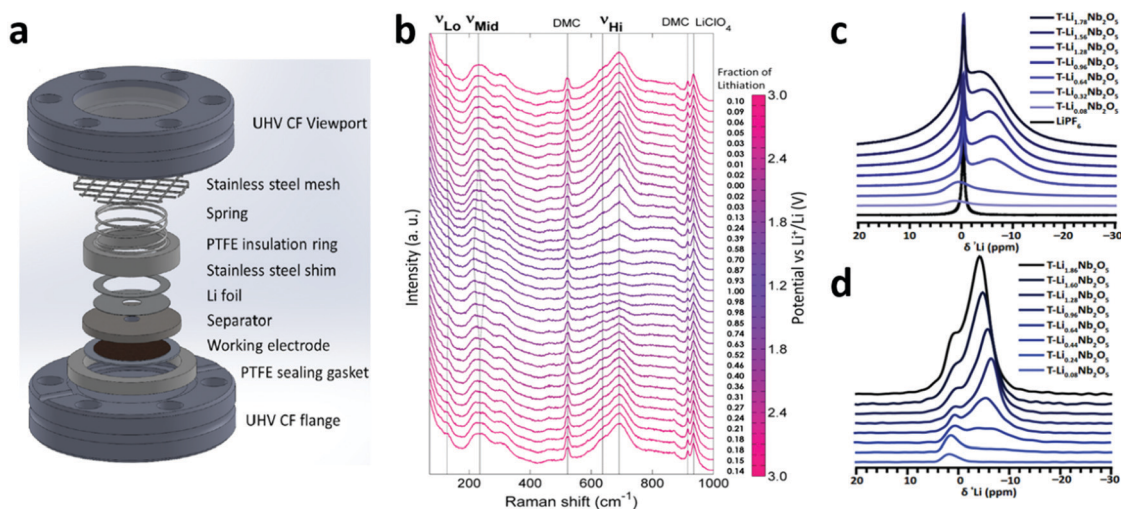 a
UHV CF Viewport
Stainless steel mesh
Spring
PTFE insulation ring
Stainless steel shim
Li foil
Separator
Working electrode
PTFE sealing gasket
UHV CF flange
b
νLo νMid DMC νHi DMC LiClO4
Fraction of
Lithiation
0.10
0.09
0.06
0.05
0.03
0.03
0.01
0.02
0.00
0.02
0.03
0.13
0.24
0.39
0.58
0.70
0.87
0.93
1.00
0.98
0.98
0.85
0.74
0.63
0.52
0.46
0.40
0.36
0.31
0.27
0.24
0.21
0.18
0.18
0.15
0.14
3.0
2.4
1.8
1.2
1.8
2.4
3.0
Potential vs Li⁺/Li (V)
Intensity (a. u.)
200 400 600 800 1000
Raman shift (cm⁻¹)
c
T-Li1.78Nb2O5
T-Li1.56Nb2O5
T-Li1.28Nb2O5
T-Li0.96Nb2O5
T-Li0.64Nb2O5
T-Li0.32Nb2O5
T-Li0.08Nb2O5
LiPF6
20 10 0 −10 −20 −30
δ ⁷Li (ppm)
d
T-Li1.86Nb2O5
T-Li1.60Nb2O5
T-Li1.28Nb2O5
T-Li0.96Nb2O5
T-Li0.64Nb2O5
T-Li0.44Nb2O5
T-Li0.24Nb2O5
T-Li0.08Nb2O5
20 10 0 −10 −20 −30
δ ⁷Li (ppm)